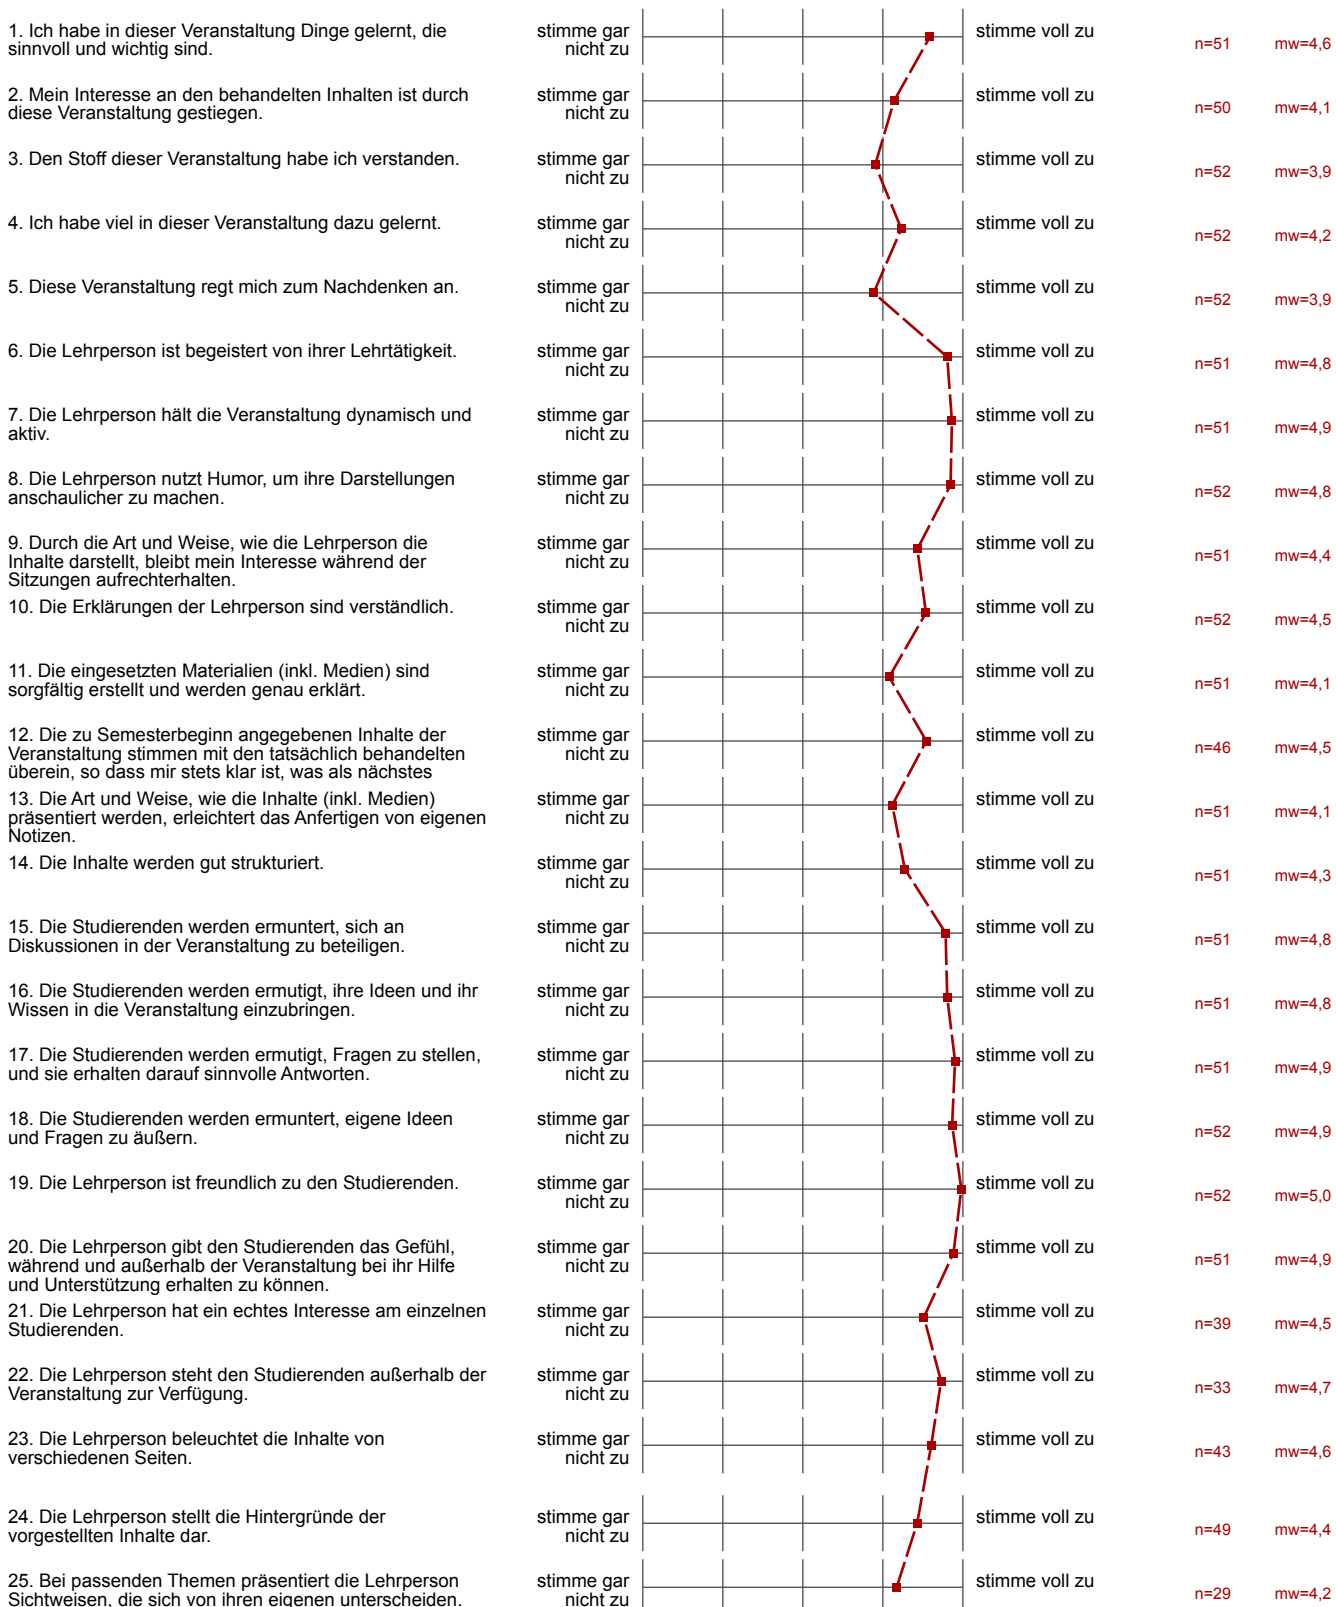 1. Ich habe in dieser Veranstaltung Dinge gelernt, die
sinnvoll und wichtig sind.
stimme gar
nicht zu
stimme voll zu
n=51 mw=4,6
2. Mein Interesse an den behandelten Inhalten ist durch
diese Veranstaltung gestiegen.
stimme gar
nicht zu
stimme voll zu
n=50 mw=4,1
3. Den Stoff dieser Veranstaltung habe ich verstanden.
stimme gar
nicht zu
stimme voll zu
n=52 mw=3,9
4. Ich habe viel in dieser Veranstaltung dazu gelernt.
stimme gar
nicht zu
stimme voll zu
n=52 mw=4,2
5. Diese Veranstaltung regt mich zum Nachdenken an.
stimme gar
nicht zu
stimme voll zu
n=52 mw=3,9
6. Die Lehrperson ist begeistert von ihrer Lehrtätigkeit.
stimme gar
nicht zu
stimme voll zu
n=51 mw=4,8
7. Die Lehrperson hält die Veranstaltung dynamisch und
aktiv.
stimme gar
nicht zu
stimme voll zu
n=51 mw=4,9
8. Die Lehrperson nutzt Humor, um ihre Darstellungen
anschaulicher zu machen.
stimme gar
nicht zu
stimme voll zu
n=52 mw=4,8
9. Durch die Art und Weise, wie die Lehrperson die
Inhalte darstellt, bleibt mein Interesse während der
Sitzungen aufrechterhalten.
stimme gar
nicht zu
stimme voll zu
n=51 mw=4,4
10. Die Erklärungen der Lehrperson sind verständlich.
stimme gar
nicht zu
stimme voll zu
n=52 mw=4,5
11. Die eingesetzten Materialien (inkl. Medien) sind
sorgfältig erstellt und werden genau erklärt.
stimme gar
nicht zu
stimme voll zu
n=51 mw=4,1
12. Die zu Semesterbeginn angegebenen Inhalte der
Veranstaltung stimmen mit den tatsächlich behandelten
überein, so dass mir stets klar ist, was als nächstes
stimme gar
nicht zu
stimme voll zu
n=46 mw=4,5
13. Die Art und Weise, wie die Inhalte (inkl. Medien)
präsentiert werden, erleichtert das Anfertigen von eigenen
Notizen.
stimme gar
nicht zu
stimme voll zu
n=51 mw=4,1
14. Die Inhalte werden gut strukturiert.
stimme gar
nicht zu
stimme voll zu
n=51 mw=4,3
15. Die Studierenden werden ermuntert, sich an
Diskussionen in der Veranstaltung zu beteiligen.
stimme gar
nicht zu
stimme voll zu
n=51 mw=4,8
16. Die Studierenden werden ermutigt, ihre Ideen und ihr
Wissen in die Veranstaltung einzubringen.
stimme gar
nicht zu
stimme voll zu
n=51 mw=4,8
17. Die Studierenden werden ermutigt, Fragen zu stellen,
und sie erhalten darauf sinnvolle Antworten.
stimme gar
nicht zu
stimme voll zu
n=51 mw=4,9
18. Die Studierenden werden ermuntert, eigene Ideen
und Fragen zu äußern.
stimme gar
nicht zu
stimme voll zu
n=52 mw=4,9
19. Die Lehrperson ist freundlich zu den Studierenden.
stimme gar
nicht zu
stimme voll zu
n=52 mw=5,0
20. Die Lehrperson gibt den Studierenden das Gefühl,
während und außerhalb der Veranstaltung bei ihr Hilfe
und Unterstützung erhalten zu können.
stimme gar
nicht zu
stimme voll zu
n=51 mw=4,9
21. Die Lehrperson hat ein echtes Interesse am einzelnen
Studierenden.
stimme gar
nicht zu
stimme voll zu
n=39 mw=4,5
22. Die Lehrperson steht den Studierenden außerhalb der
Veranstaltung zur Verfügung.
stimme gar
nicht zu
stimme voll zu
n=33 mw=4,7
23. Die Lehrperson beleuchtet die Inhalte von
verschiedenen Seiten.
stimme gar
nicht zu
stimme voll zu
n=43 mw=4,6
24. Die Lehrperson stellt die Hintergründe der
vorgestellten Inhalte dar.
stimme gar
nicht zu
stimme voll zu
n=49 mw=4,4
25. Bei passenden Themen präsentiert die Lehrperson
Sichtweisen, die sich von ihren eigenen unterscheiden.
stimme gar
nicht zu
stimme voll zu
n=29 mw=4,2